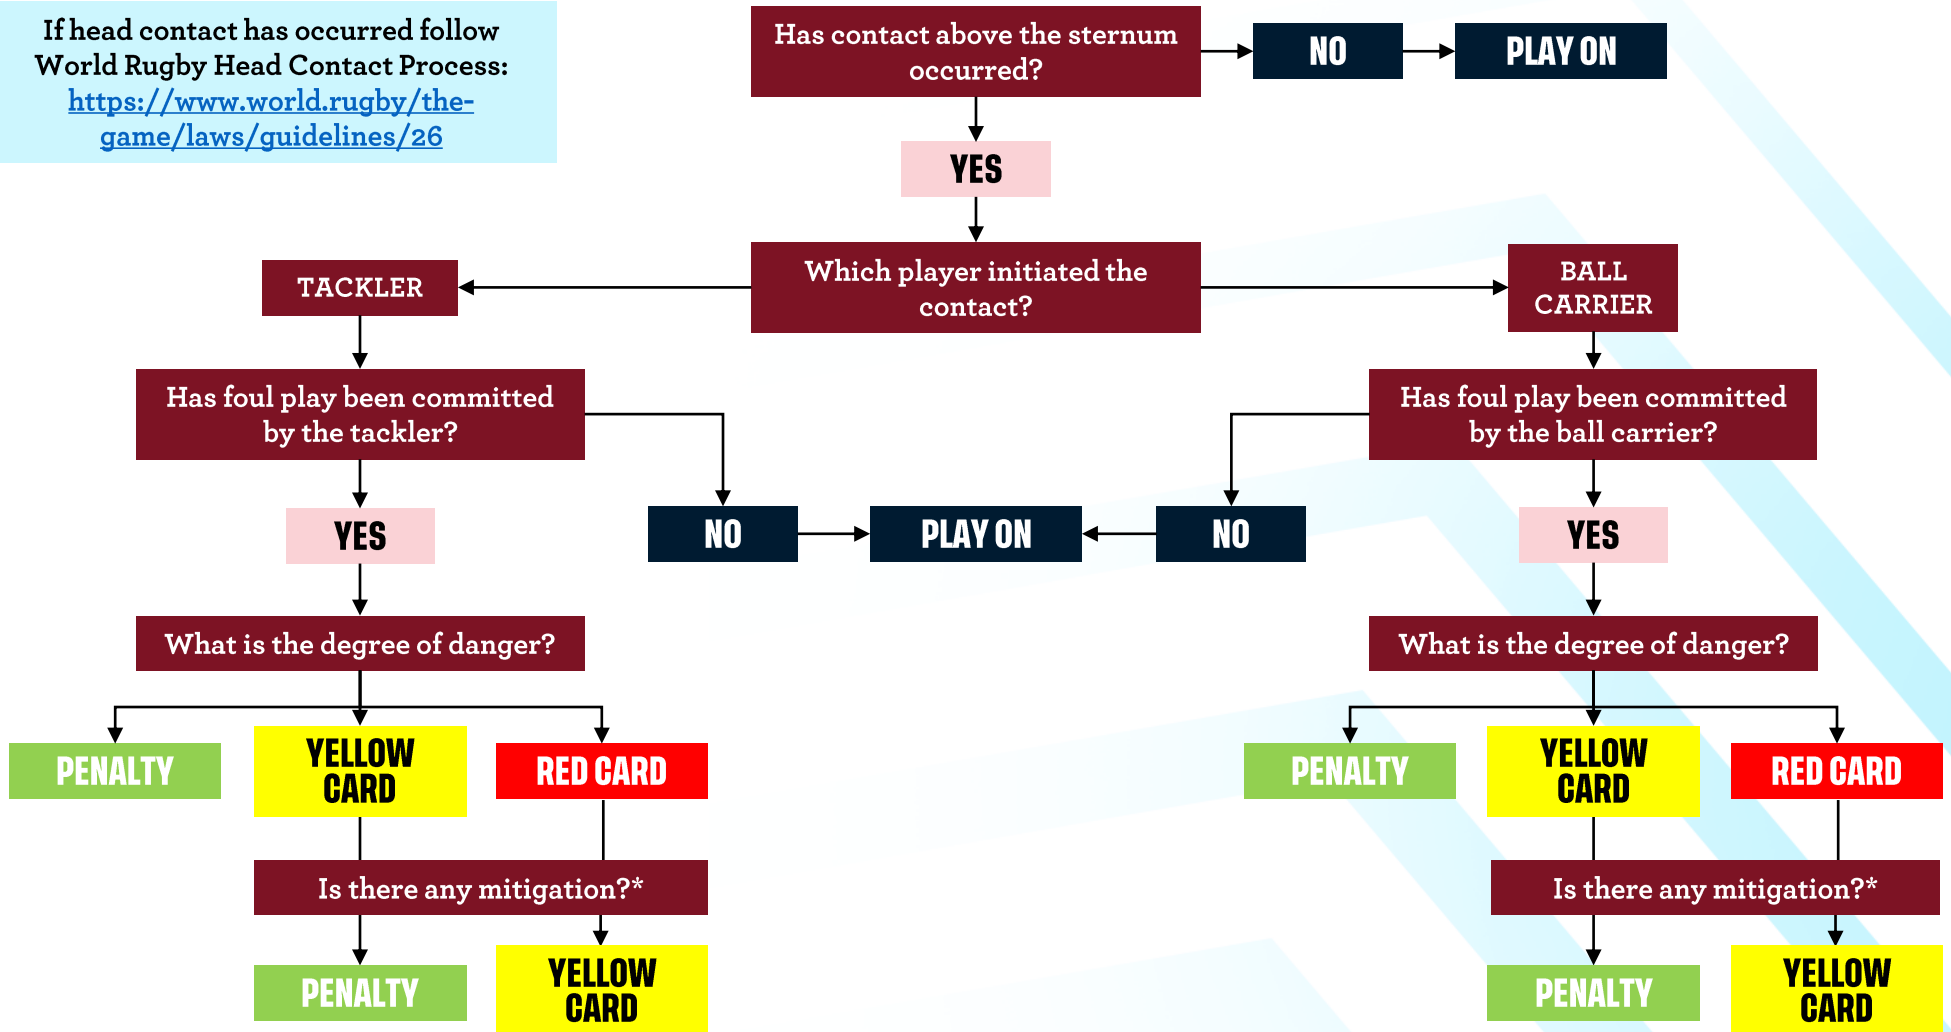 If head contact has occurred follow
World Rugby Head Contact Process:
https://www.world.rugby/the-
game/laws/guidelines/26
Has contact above the sternum
occurred?
NO
PLAY ON
YES
Which player initiated the
contact?
TACKLER
BALL
CARRIER
Has foul play been committed
by the tackler?
Has foul play been committed
by the ball carrier?
YES
NO
PLAY ON
NO
YES
What is the degree of danger?
What is the degree of danger?
PENALTY
YELLOW
CARD
RED CARD
PENALTY
YELLOW
CARD
RED CARD
Is there any mitigation?*
Is there any mitigation?*
PENALTY
YELLOW
CARD
PENALTY
YELLOW
CARD